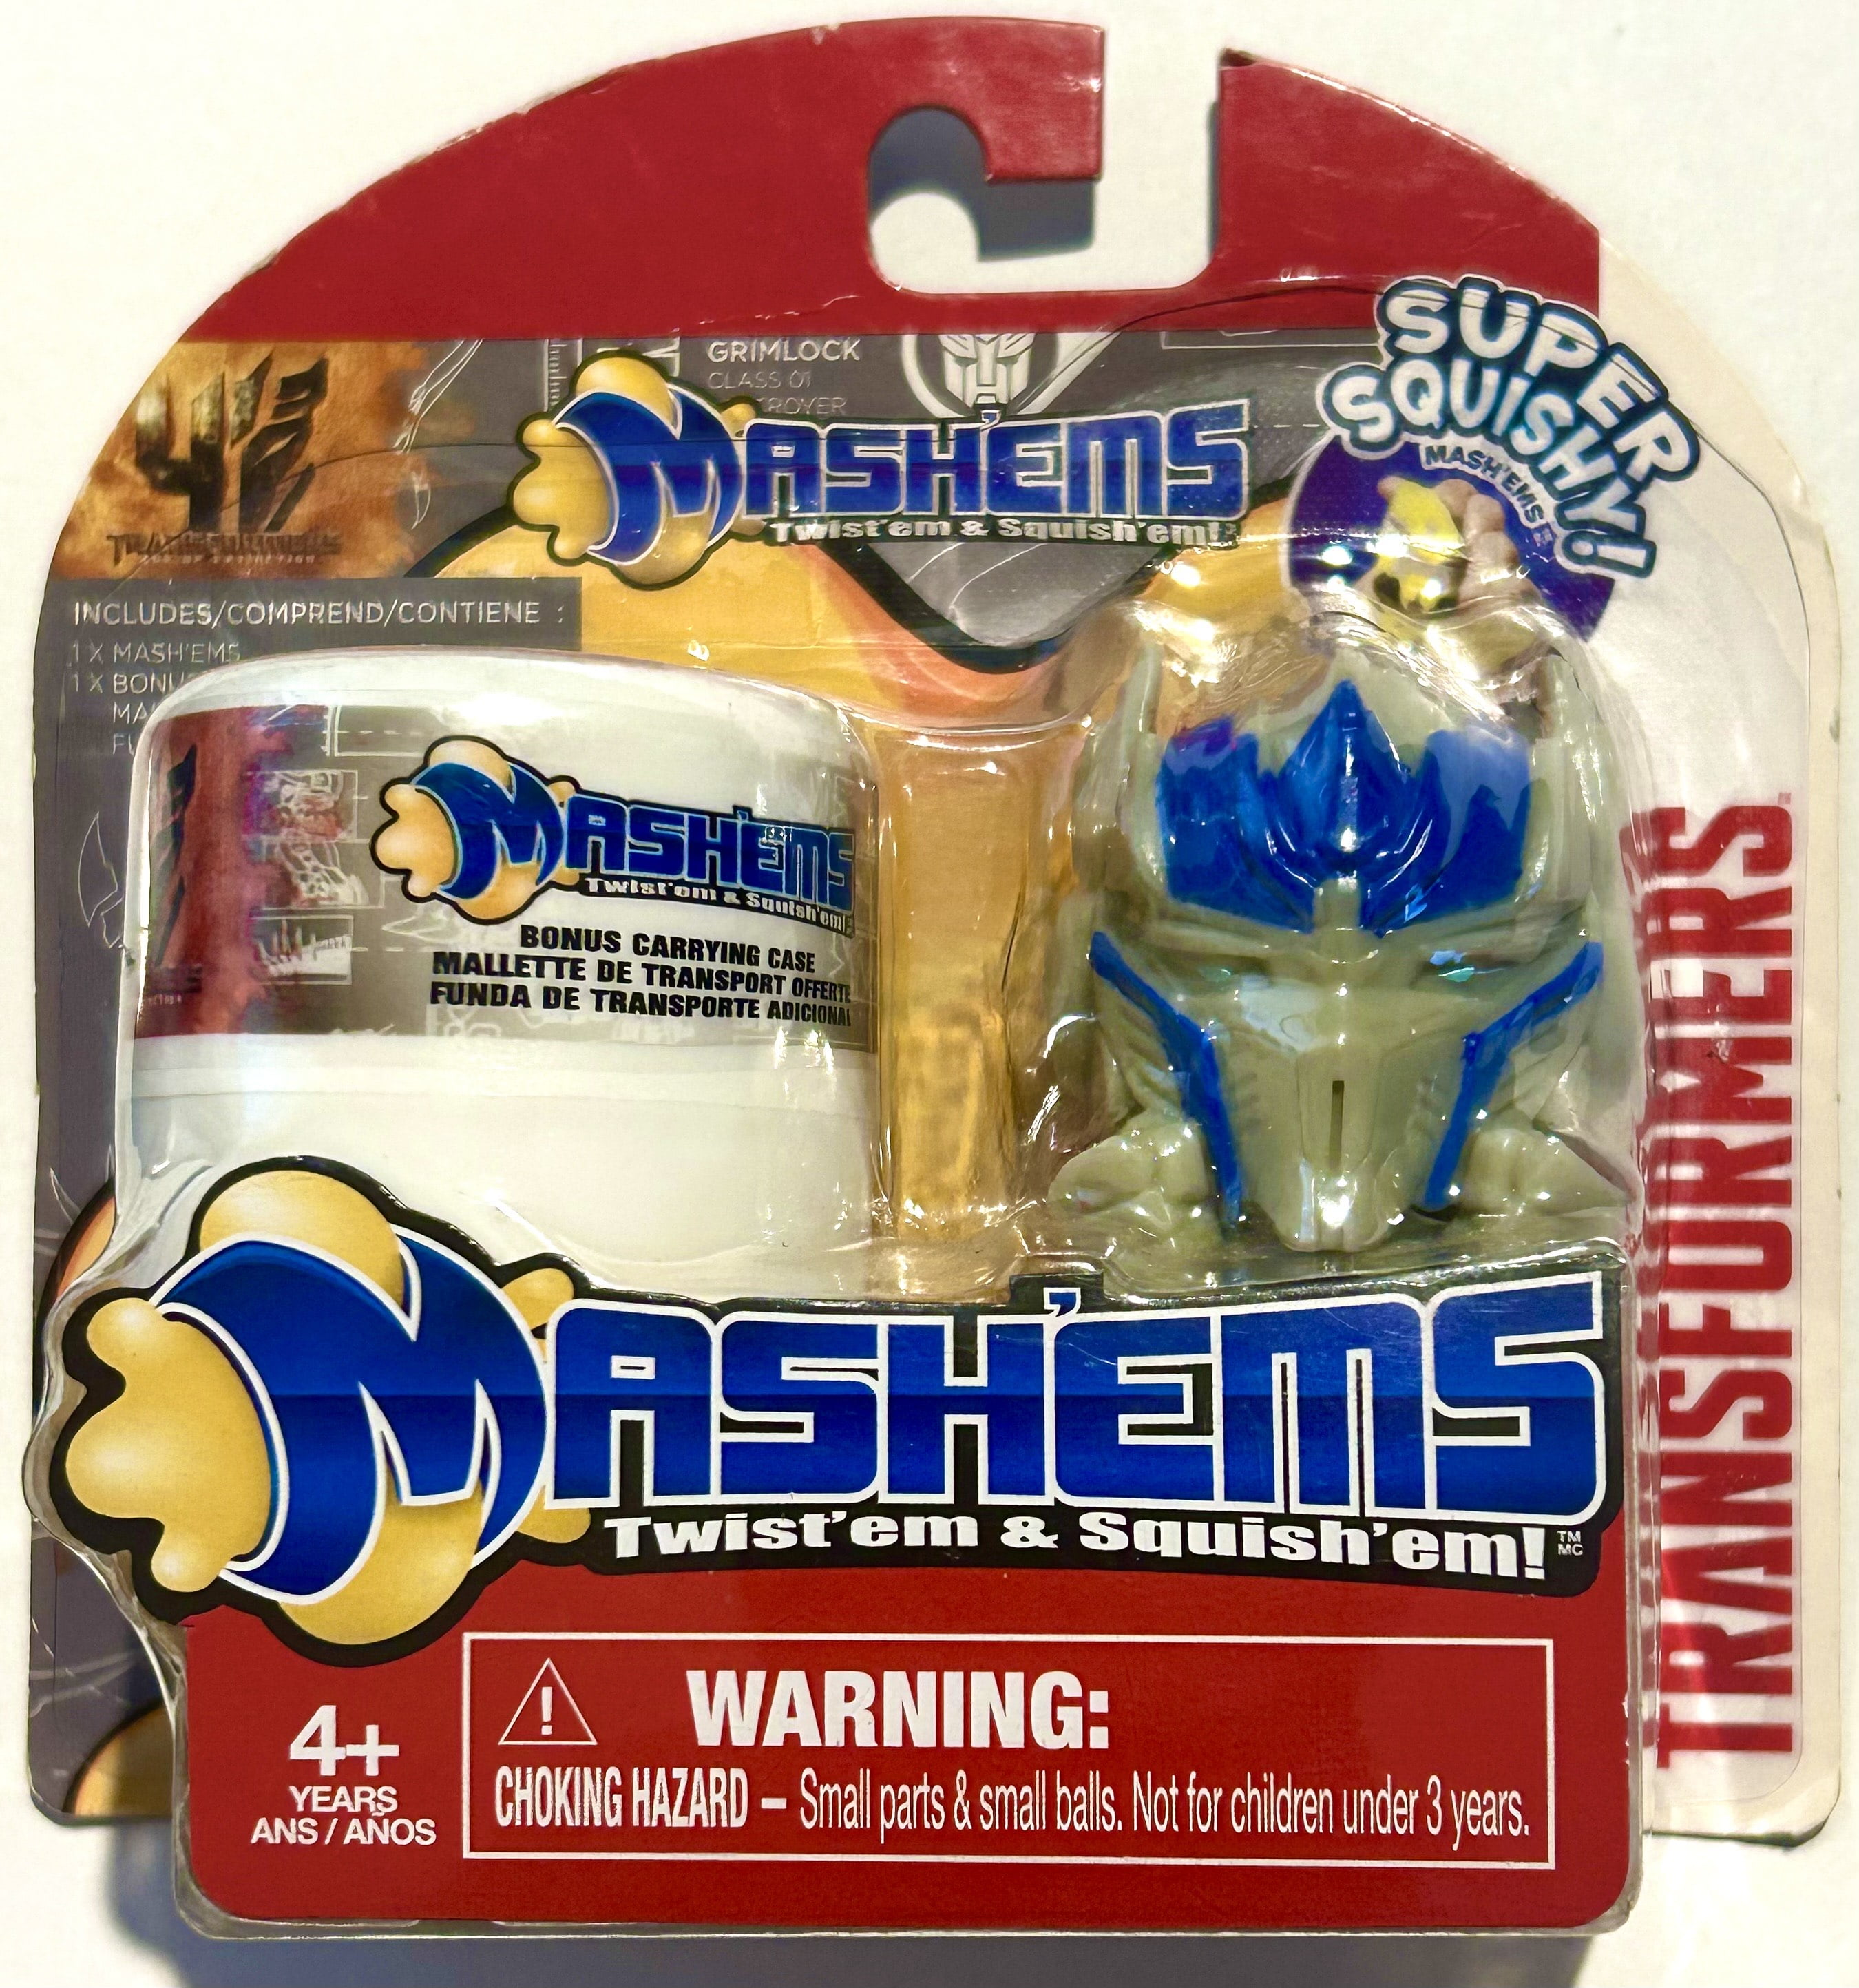 GRIMLOCK
CLASS 01
MASH'EMS
Twist'em & Squish'em!
SUPER
SQUISHY!
MASH'EMS
TRANSFORMERS
INCLUDES/COMPREND/CONTIENE :
1 X MASH'EMS
1 X
MASH'EMS
Twist'em & Squish'em!
BONUS CARRYING CASE
MALLETTE DE TRANSPORT OFFERTE
FUNDA DE TRANSPORTE ADICIONAL
TRANSFORMERS
MASH'EMS
Twist'em & Squish'em! TM
MC
4+
YEARS
ANS / AÑOS
WARNING:
CHOKING HAZARD – Small parts & small balls. Not for children under 3 years.